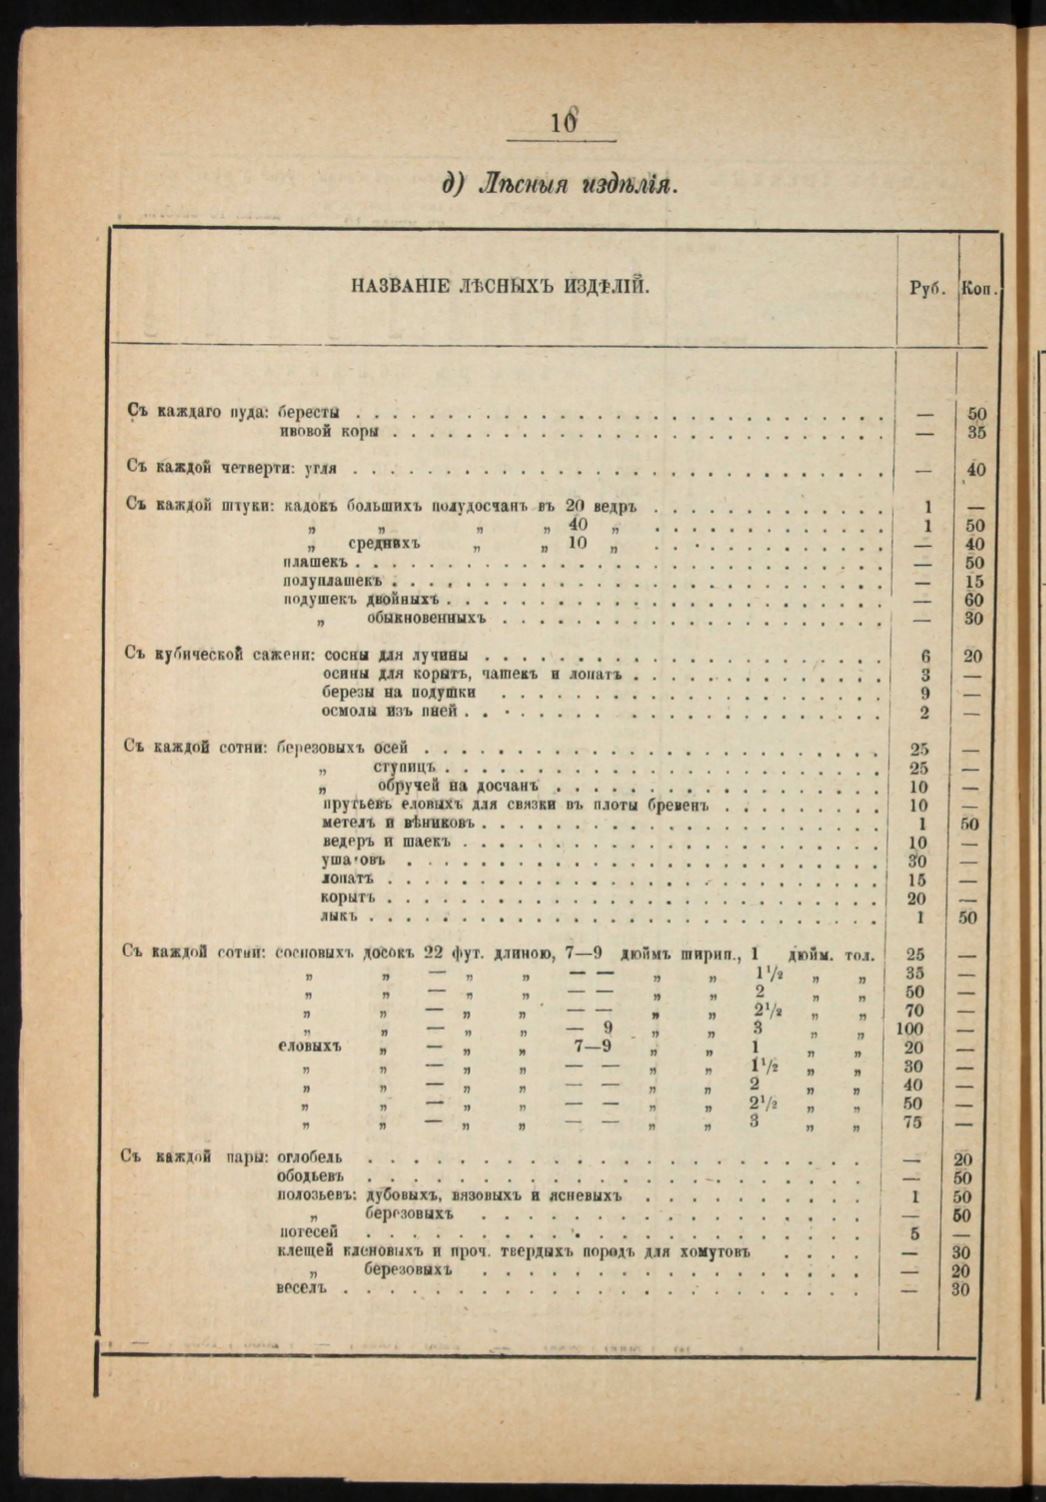 10
д) Лѣсныя издѣлія.
НАЗВАНІЕ ЛѢСНЫХЪ ИЗДѢЛІЙ. Руб. Коп.
Съ каждаго пуда: бересты — 50
ивовой коры — 35
Съ каждой четверти: угля — 40
Съ каждой штуки: кадокъ большихъ полудосчанъ въ 20 ведръ 1 —
„ „ „ „ 40 „ 1 50
„ среднихъ „ „ 10 „ — 40
плашекъ — 50
полуплашекъ — 15
подушекъ двойныхъ — 60
„ обыкновенныхъ — 30
Съ кубической сажени: сосны для лучины 6 20
осины для корытъ, чашекъ и лопатъ 3 —
березы на подушки 9 —
осмолы изъ пней 2 —
Съ каждой сотни: березовыхъ осей 25 —
„ ступицъ 25 —
„ обручей на досчанъ 10 —
прутьевъ еловыхъ для связки въ плоты бревенъ 10 —
метелъ и вѣниковъ 1 50
ведеръ и шаекъ 10 —
ушатовъ 30 —
лопатъ 15 —
корытъ 20 —
лыкъ 1 50
Съ каждой сотни: сосновыхъ досокъ 22 фут. длиною, 7—9 дюймъ ширин., 1 дюйм. тол. 25 —
„ „ — „ „ — — „ „ 1½ „ „ 35 —
„ „ — „ „ — — „ „ 2 „ „ 50 —
„ „ — „ „ — — „ „ 2½ „ „ 70 —
„ „ — „ „ — 9 „ „ 3 „ „ 100 —
еловыхъ „ — „ „ 7—9 „ „ 1 „ „ 20 —
„ „ — „ „ — — „ „ 1½ „ „ 30 —
„ „ — „ „ — — „ „ 2 „ „ 40 —
„ „ — „ „ — — „ „ 2½ „ „ 50 —
„ „ — „ „ — — „ „ 3 „ „ 75 —
Съ каждой пары: оглобель — 20
ободьевъ — 50
полозьевъ: дубовыхъ, вязовыхъ и ясневыхъ 1 50
„ березовыхъ — 50
потесей 5 —
клещей кленовыхъ и проч. твердыхъ породъ для хомутовъ — 30
„ березовыхъ — 20
веселъ — 30